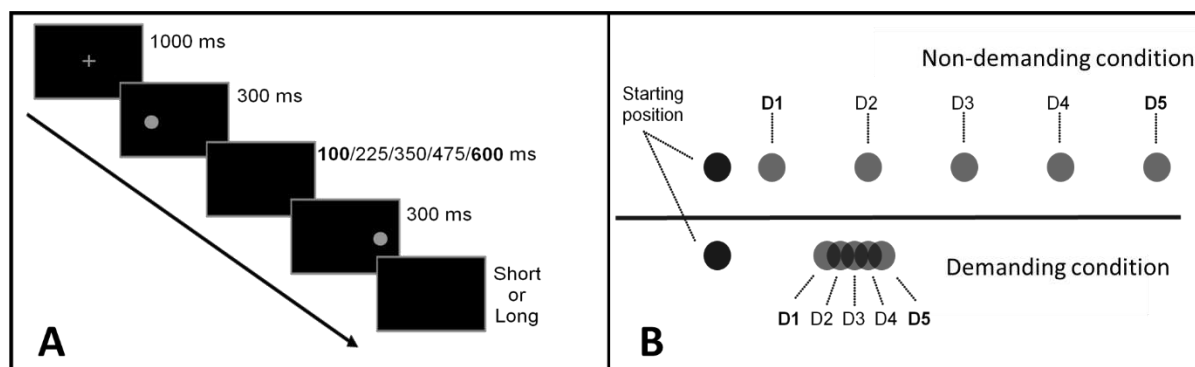 1000 ms
300 ms
100/225/350/475/600 ms
300 ms
Short
or
Long
A
Non-demanding condition
Starting
position
D1 D2 D3 D4 D5
Demanding condition
D1 D2 D3 D4 D5
B